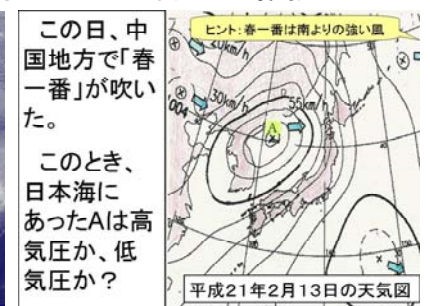 この日、中
国地方で「春
一番」が吹い
た。
このとき、
日本海に
あったAは高
気圧か、低
気圧か？
ヒント：春一番は南よりの強い風
20km/h
30km/h
55km/h
004
A
平成21年2月13日の天気図